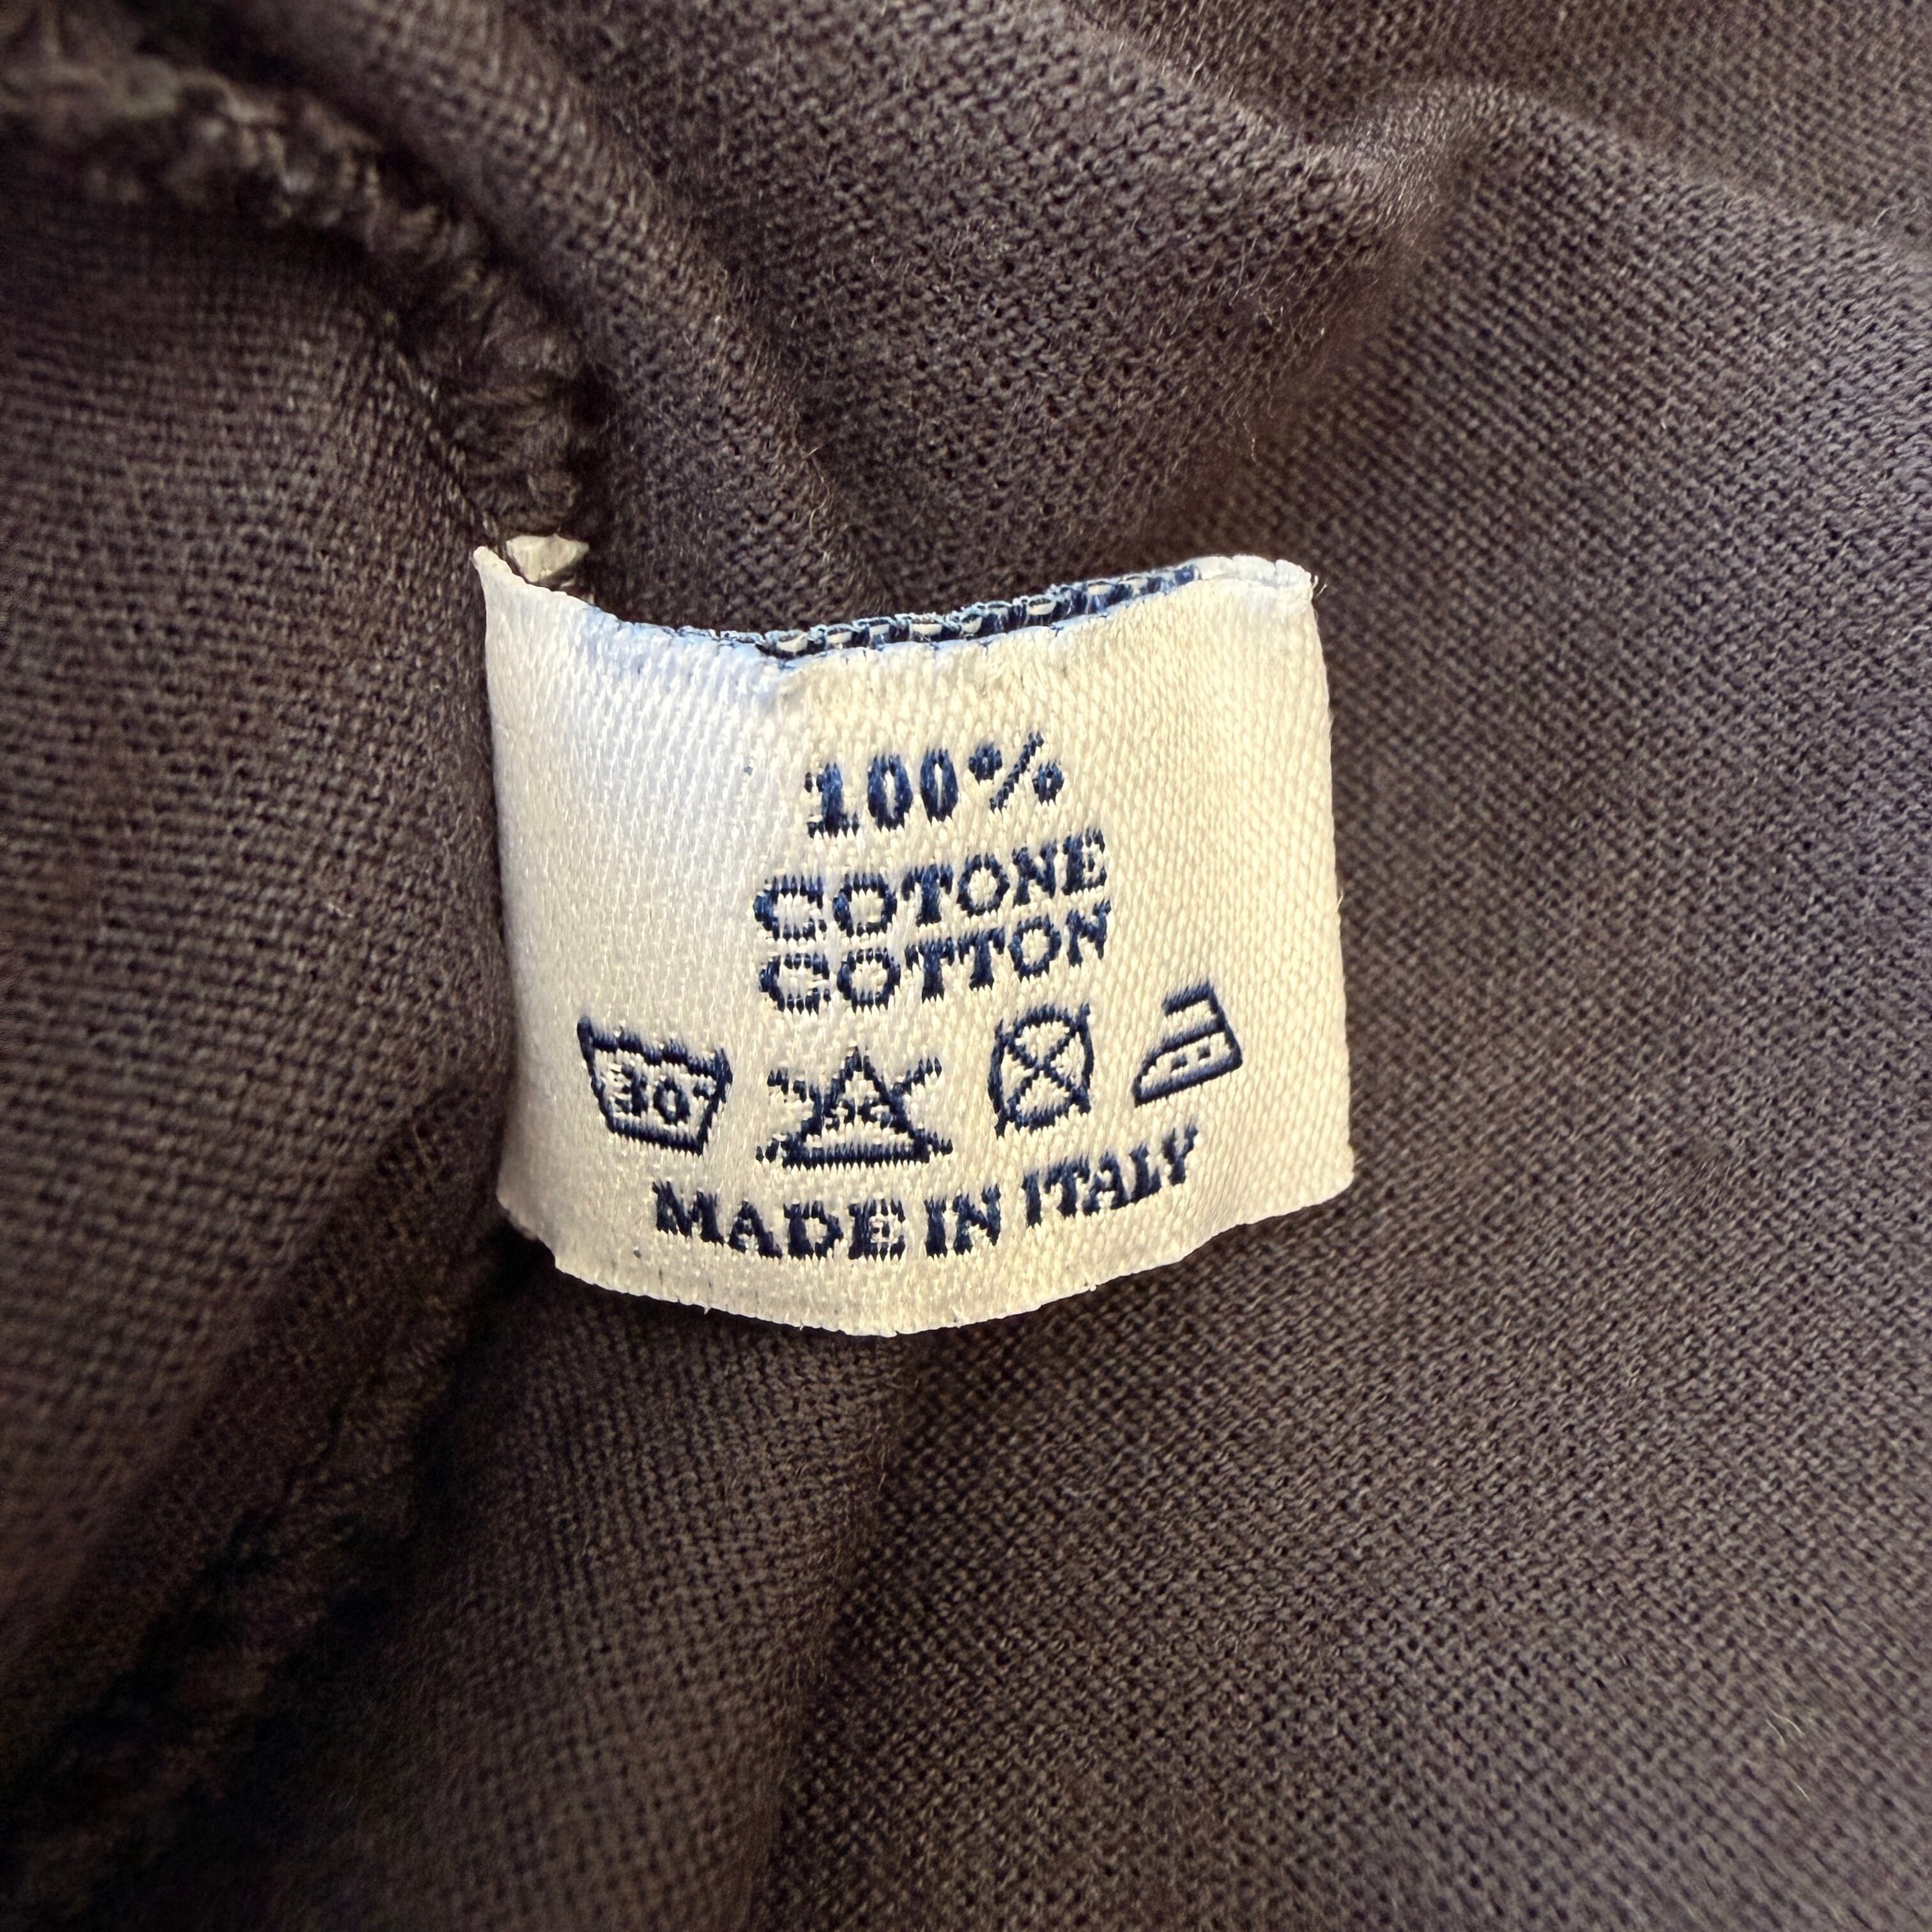 100%
COTONE
COTTON
30°
MADE IN ITALY